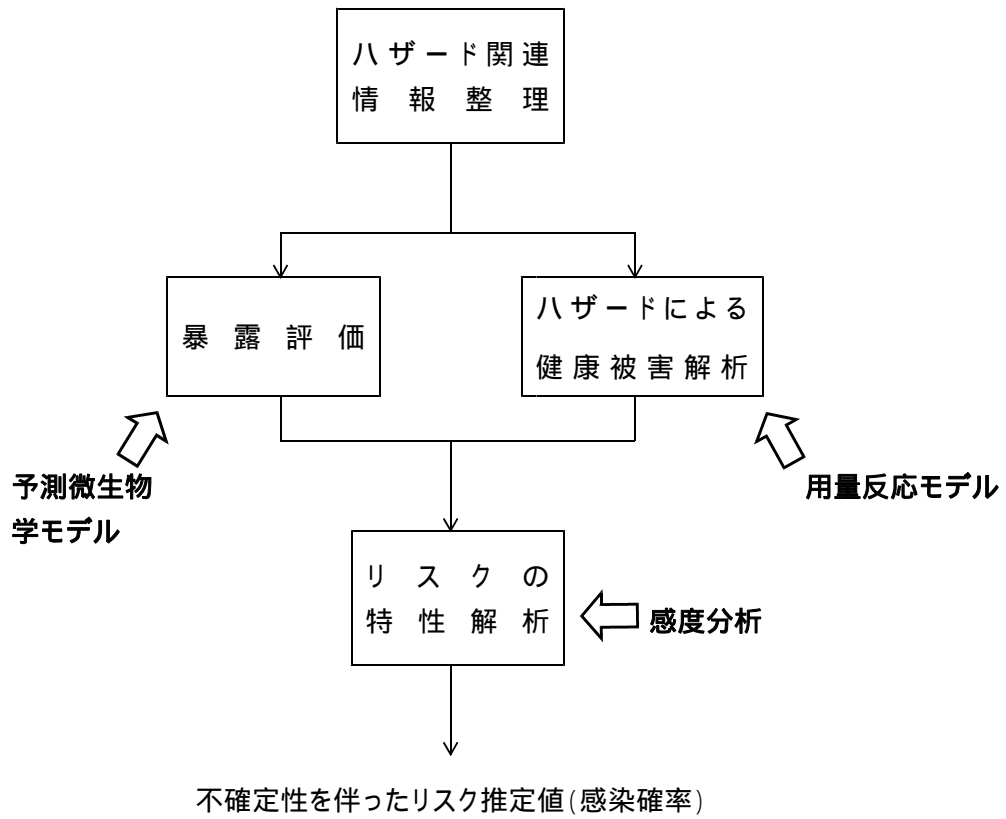 ハザード関連
情報整理
暴露評価
ハザードによる
健康被害解析
予測微生物
学モデル
用量反応モデル
リスクの
特性解析
感度分析
不確定性を伴ったリスク推定値(感染確率)